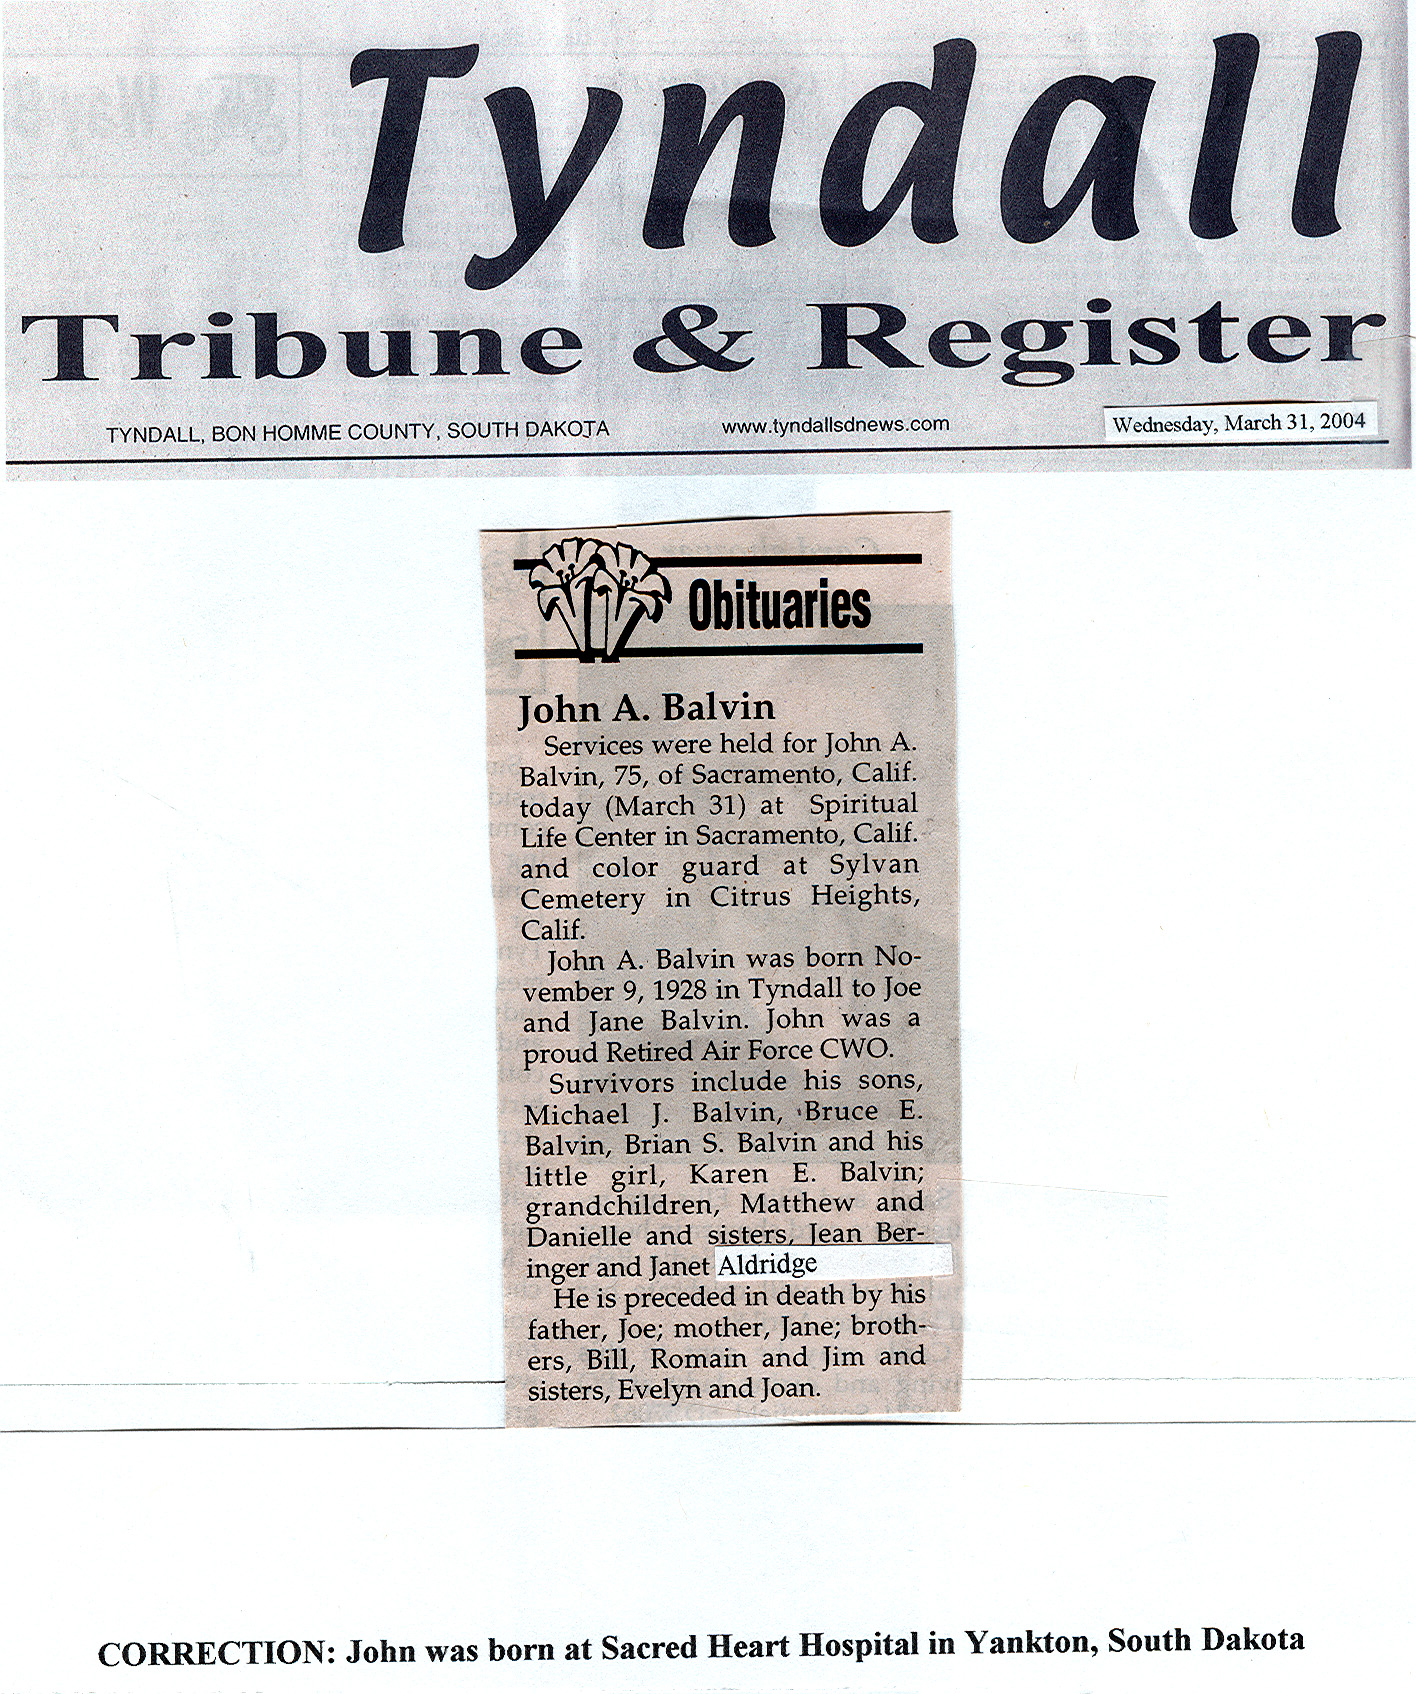 Tyndall
Tribune & Register
TYNDALL, BON HOMME COUNTY, SOUTH DAKOTA www.tyndallsdnews.com Wednesday, March 31, 2004
Obituaries
John A. Balvin
Services were held for John A.
Balvin, 75, of Sacramento, Calif.
today (March 31) at Spiritual
Life Center in Sacramento, Calif.
and color guard at Sylvan
Cemetery in Citrus Heights,
Calif.
John A. Balvin was born No-
vember 9, 1928 in Tyndall to Joe
and Jane Balvin. John was a
proud Retired Air Force CWO.
Survivors include his sons,
Michael J. Balvin, Bruce E.
Balvin, Brian S. Balvin and his
little girl, Karen E. Balvin;
grandchildren, Matthew and
Danielle and sisters, Jean Ber-
inger and Janet Aldridge
He is preceded in death by his
father, Joe; mother, Jane; broth-
ers, Bill, Romain and Jim and
sisters, Evelyn and Joan.
CORRECTION: John was born at Sacred Heart Hospital in Yankton, South Dakota